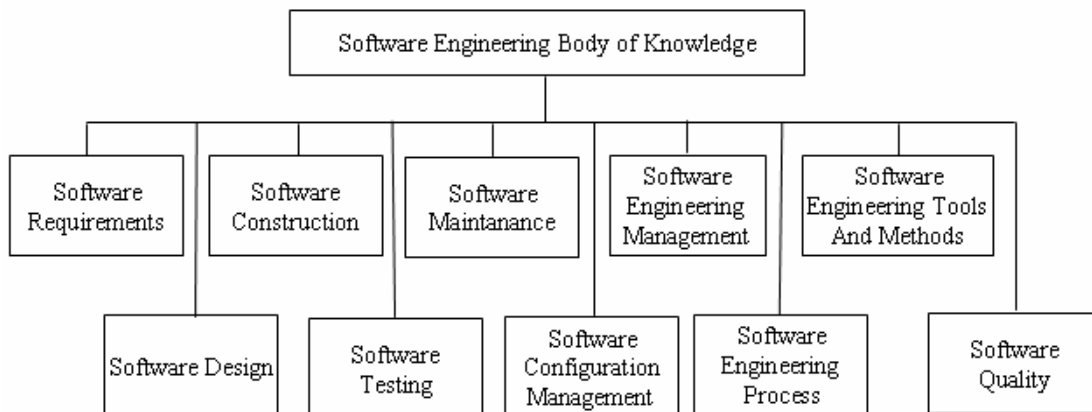 Software Engineering Body of Knowledge
Software
Requirements
Software
Construction
Software
Maintanance
Software
Engineering
Management
Software
Engineering Tools
And Methods
Software Design
Software
Testing
Software
Configuration
Management
Software
Engineering
Process
Software
Quality